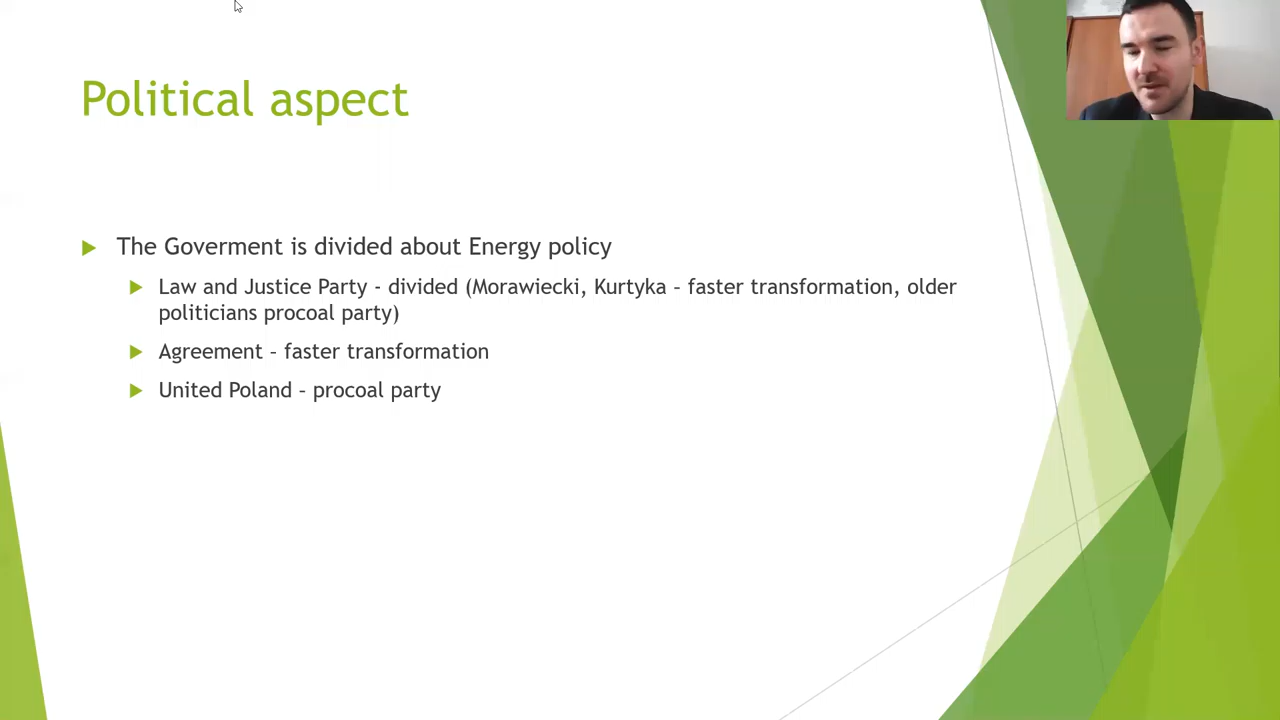 Political aspect
The Goverment is divided about Energy policy
Law and Justice Party - divided (Morawiecki, Kurtyka – faster transformation, older
politicians procoal party)
Agreement – faster transformation
United Poland – procoal party